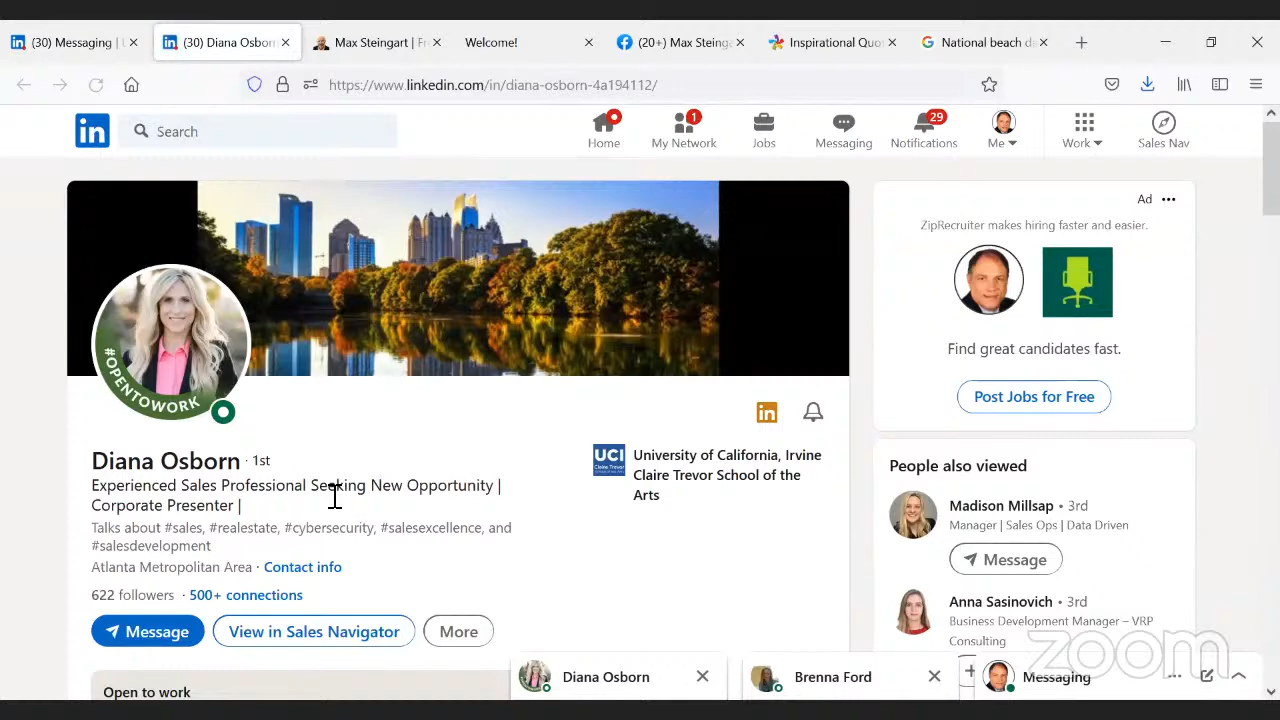 (30) Messaging | L
(30) Diana Osborn
Max Steingart | Fr
Welcome!
(20+) Max Steinga
Inspirational Quo
National beach da
https://www.linkedin.com/in/diana-osborn-4a194112/
in
Search
Home
1
My Network
Jobs
Messaging
29
Notifications
Me
Work
Sales Nav
#OPENTOWORK
in
Diana Osborn · 1st
Experienced Sales Professional Seeking New Opportunity |
Corporate Presenter |
Talks about #sales, #realestate, #cybersecurity, #salesexcellence, and
#salesdevelopment
Atlanta Metropolitan Area · Contact info
622 followers · 500+ connections
Message
View in Sales Navigator
More
Open to work
UCI
Claire Trevor
University of California, Irvine
Claire Trevor School of the
Arts
Ad •••
ZipRecruiter makes hiring faster and easier.
Find great candidates fast.
Post Jobs for Free
People also viewed
Madison Millsap • 3rd
Manager | Sales Ops | Data Driven
Message
Anna Sasinovich • 3rd
Business Development Manager – VRP
Consulting
zoom
Diana Osborn
Brenna Ford
Messaging